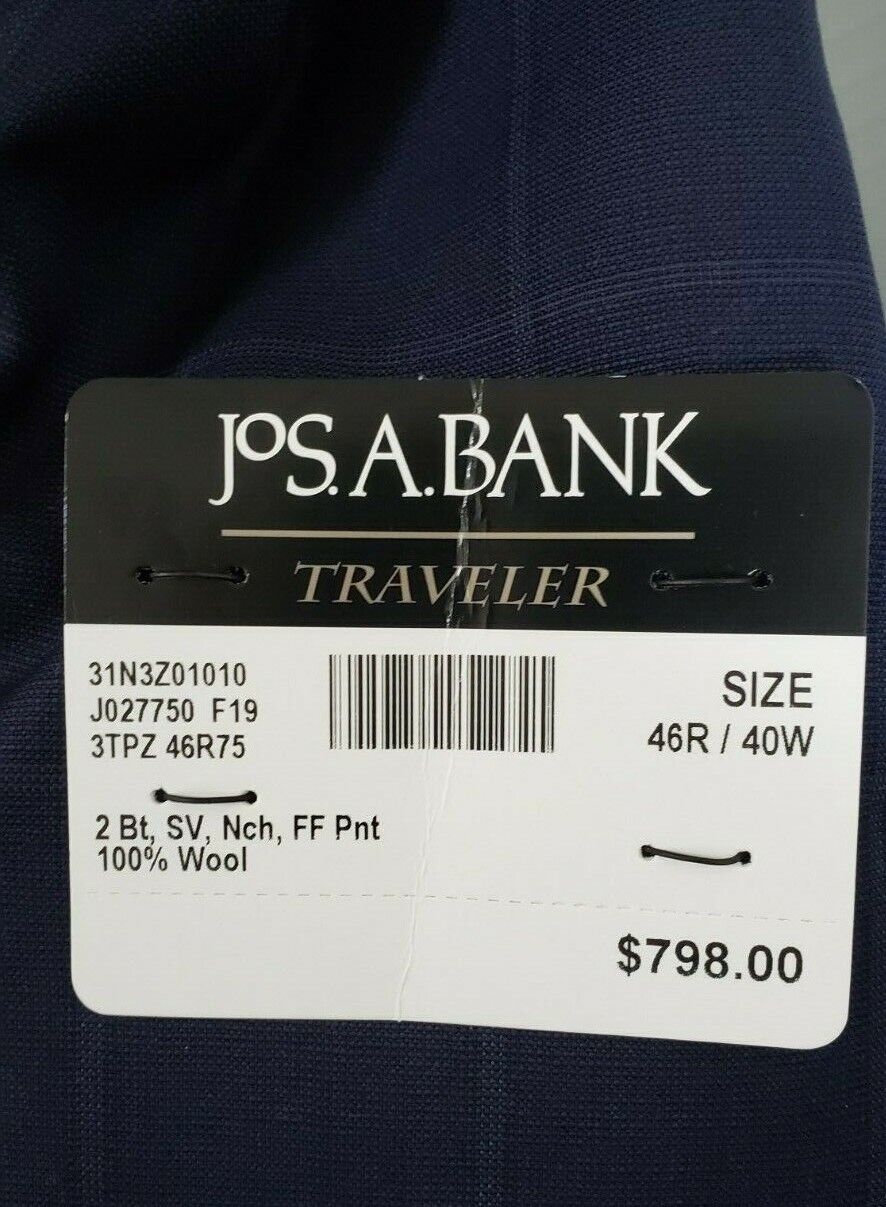 JoS. A. BANK
TRAVELER
31N3Z01010
J027750 F19
3TPZ 46R75
SIZE
46R / 40W
2 Bt, SV, Nch, FF Pnt
100% Wool
$798.00